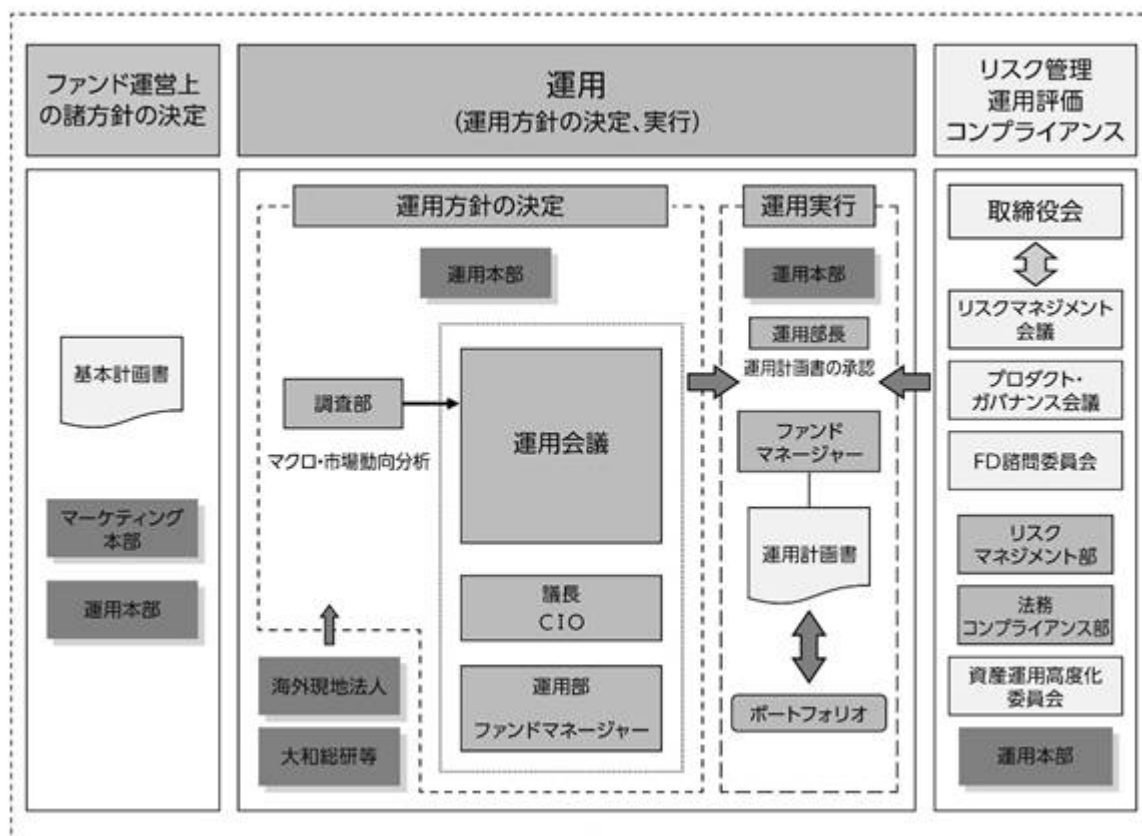 ファンド運営上
の諸方針の決定
運用
(運用方針の決定、実行)
リスク管理
運用評価
コンプライアンス
基本計画書
マーケティング
本部
運用本部
運用方針の決定
運用本部
調査部
マクロ・市場動向分析
運用会議
議長
CIO
運用部
ファンドマネージャー
海外現地法人
大和総研等
運用実行
運用本部
運用部長
運用計画書の承認
ファンド
マネージャー
運用計画書
ポートフォリオ
取締役会
リスクマネジメント
会議
プロダクト・
ガバナンス会議
FD諮問委員会
リスク
マネジメント部
法務
コンプライアンス部
資産運用高度化
委員会
運用本部